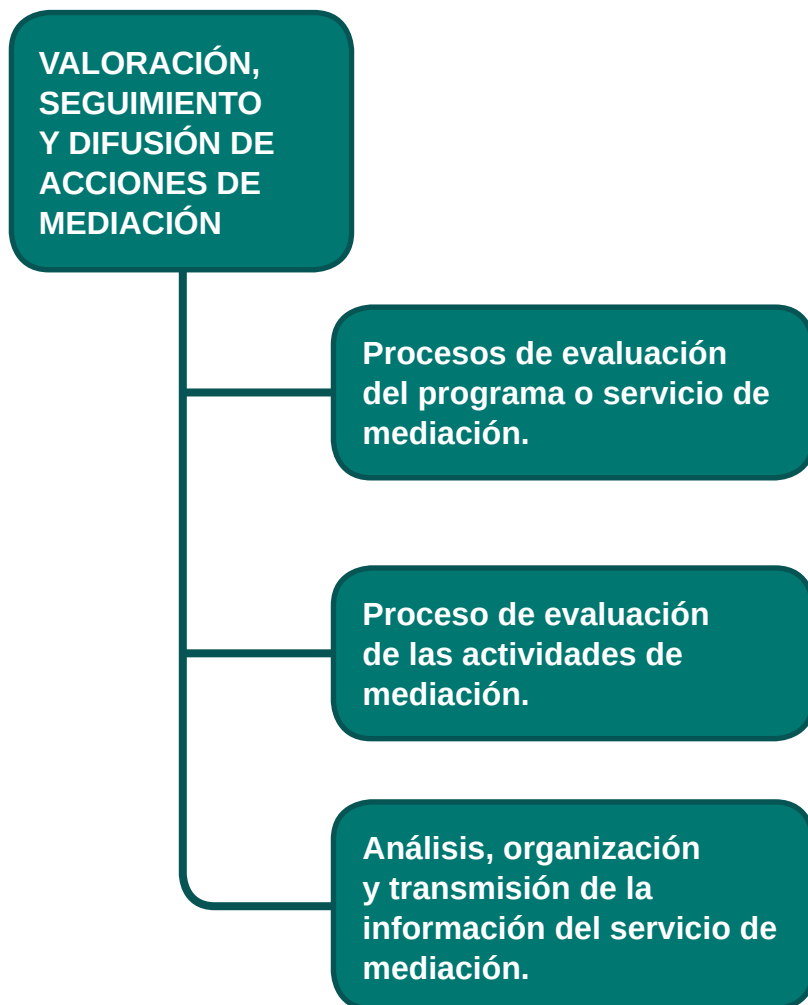 VALORACIÓN,
SEGUIMIENTO
Y DIFUSIÓN DE
ACCIONES DE
MEDIACIÓN
Procesos de evaluación
del programa o servicio de
mediación.
Proceso de evaluación
de las actividades de
mediación.
Análisis, organización
y transmisión de la
información del servicio de
mediación.